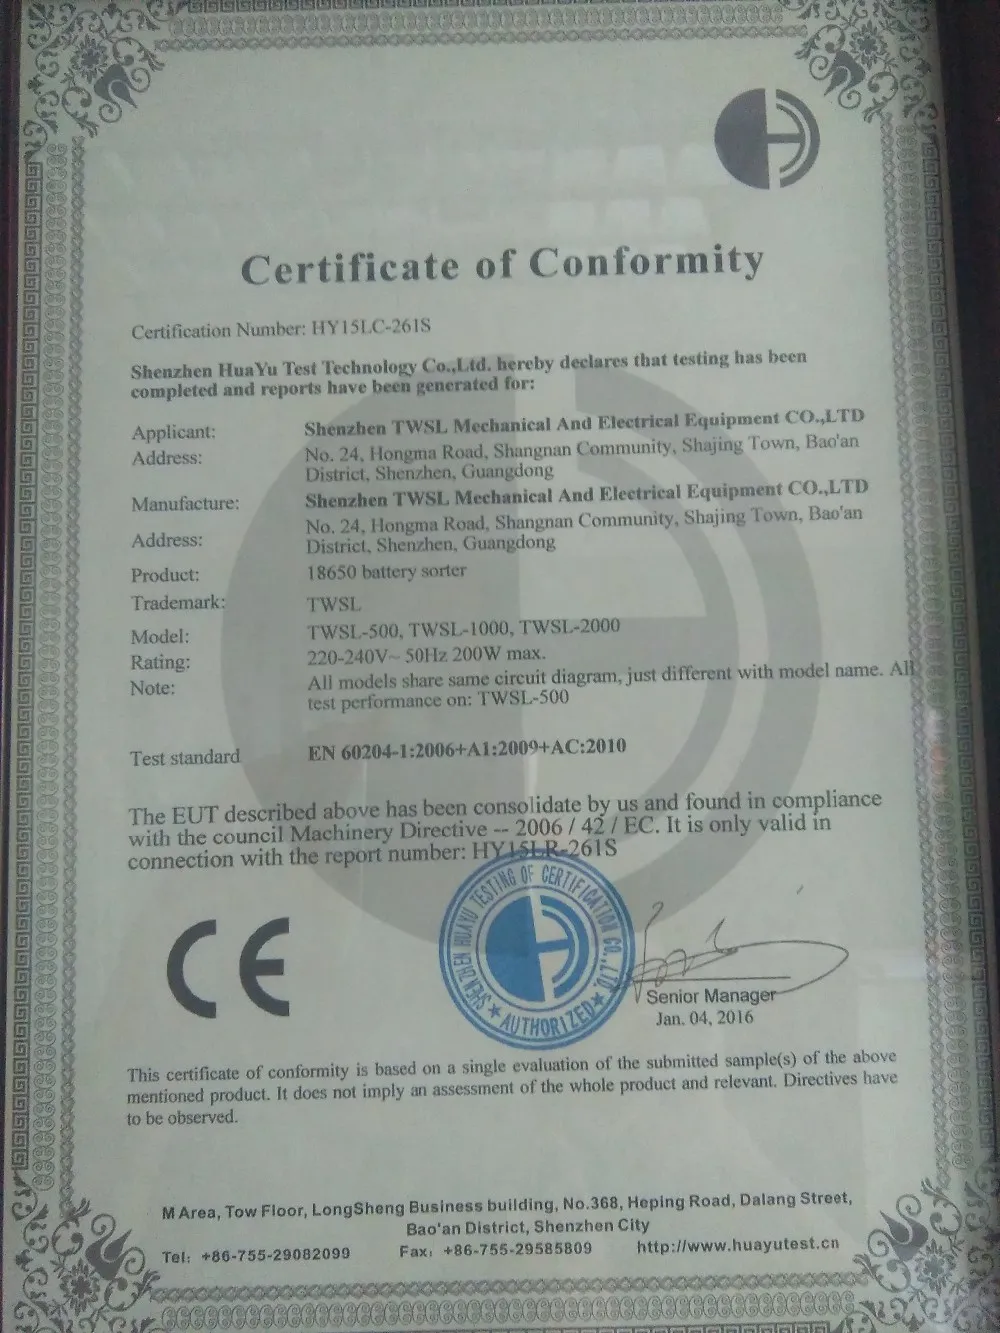 Certificate of Conformity
Certification Number: HY15LC-261S
Shenzhen HuaYu Test Technology Co.,Ltd. hereby declares that testing has been
completed and reports have been generated for:
Applicant: Shenzhen TWSL Mechanical And Electrical Equipment CO.,LTD
Address: No. 24, Hongma Road, Shangnan Community, Shajing Town, Bao'an
District, Shenzhen, Guangdong
Manufacture: Shenzhen TWSL Mechanical And Electrical Equipment CO.,LTD
Address: No. 24, Hongma Road, Shangnan Community, Shajing Town, Bao'an
District, Shenzhen, Guangdong
Product: 18650 battery sorter
Trademark: TWSL
Model: TWSL-500, TWSL-1000, TWSL-2000
Rating: 220-240V~ 50Hz 200W max.
Note: All models share same circuit diagram, just different with model name. All
test performance on: TWSL-500
Test standard EN 60204-1:2006+A1:2009+AC:2010
The EUT described above has been consolidate by us and found in compliance
with the council Machinery Directive -- 2006 / 42 / EC. It is only valid in
connection with the report number: HY15LR-261S
CE
SHENZHEN HUAYU TESTING OF CERTIFICATION CO.,LTD.
★ AUTHORIZED ★
Senior Manager
Jan. 04, 2016
This certificate of conformity is based on a single evaluation of the submitted sample(s) of the above
mentioned product. It does not imply an assessment of the whole product and relevant. Directives have
to be observed.
M Area, Tow Floor, LongSheng Business building, No.368, Heping Road, Dalang Street,
Bao'an District, Shenzhen City
Tel: +86-755-29082099 Fax: +86-755-29585809 http://www.huayutest.cn